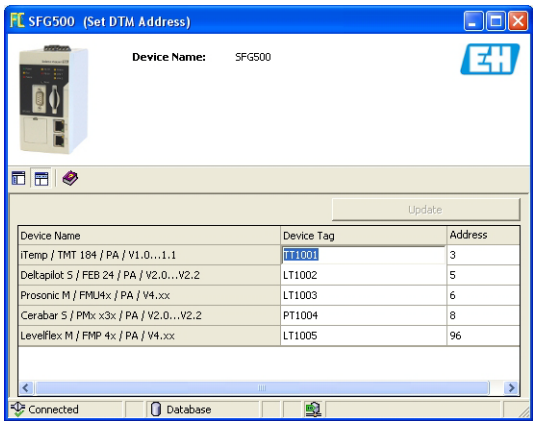 SFG500 (Set DTM Address)
Device Name: SFG500
EH
Update
Device Name Device Tag Address
iTemp / TMT 184 / PA / V1.0...1.1 TT1001 3
Deltapilot S / FEB 24 / PA / V2.0...V2.2 LT1002 5
Prosonic M / FMU4x / PA / V4.xx LT1003 6
Cerabar S / PMx x3x / PA / V2.0...V2.2 PT1004 8
Levelflex M / FMP 4x / PA / V4.xx LT1005 96
Connected Database